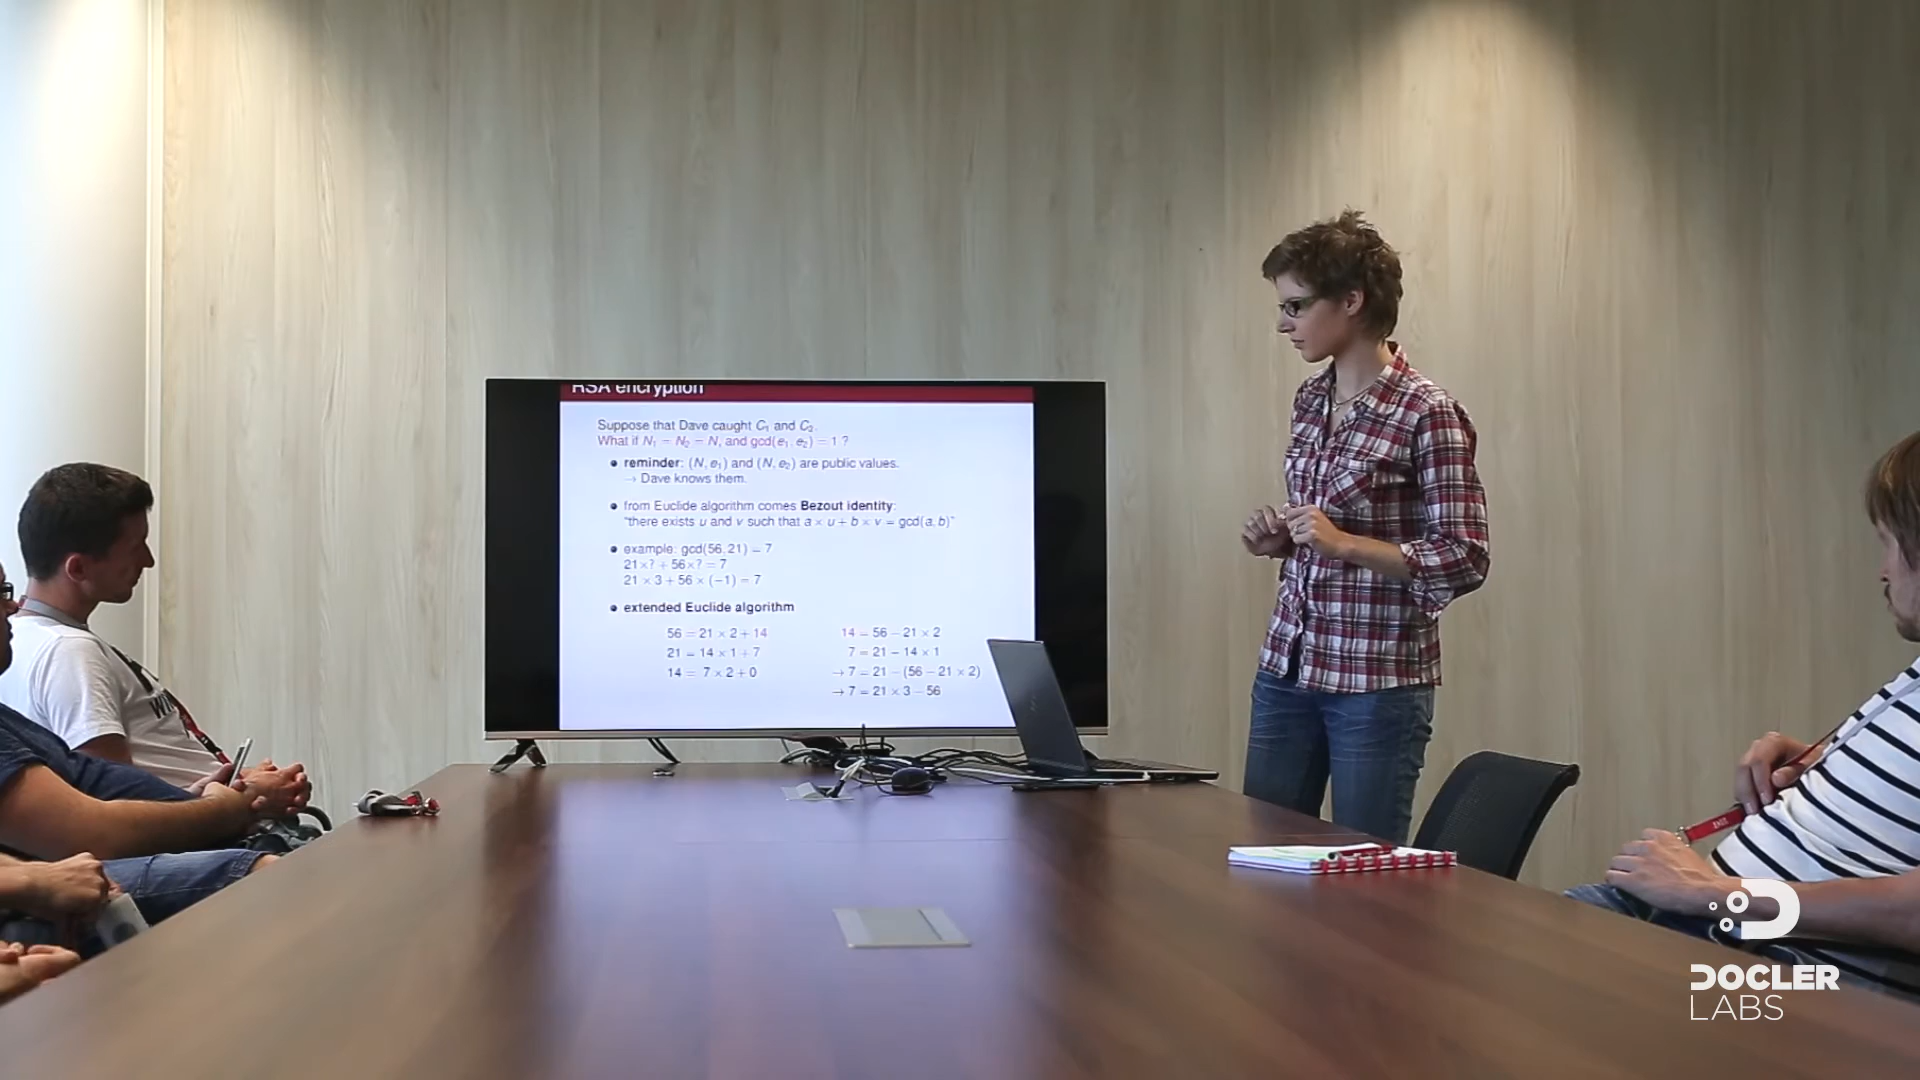 RSA encryption
Suppose that Dave caught C₁ and C₂.
What if N₁ = N₂ = N, and gcd(e₁, e₂) = 1 ?
• reminder: (N, e₁) and (N, e₂) are public values.
→ Dave knows them.
• from Euclide algorithm comes Bezout identity:
"there exists u and v such that a × u + b × v = gcd(a, b)"
• example: gcd(56, 21) = 7
21×? + 56×? = 7
21 × 3 + 56 × (−1) = 7
• extended Euclide algorithm
56 = 21 × 2 + 14
21 = 14 × 1 + 7
14 = 7 × 2 + 0
14 = 56 − 21 × 2
7 = 21 − 14 × 1
→ 7 = 21 − (56 − 21 × 2)
→ 7 = 21 × 3 − 56
DOCLER
LABS